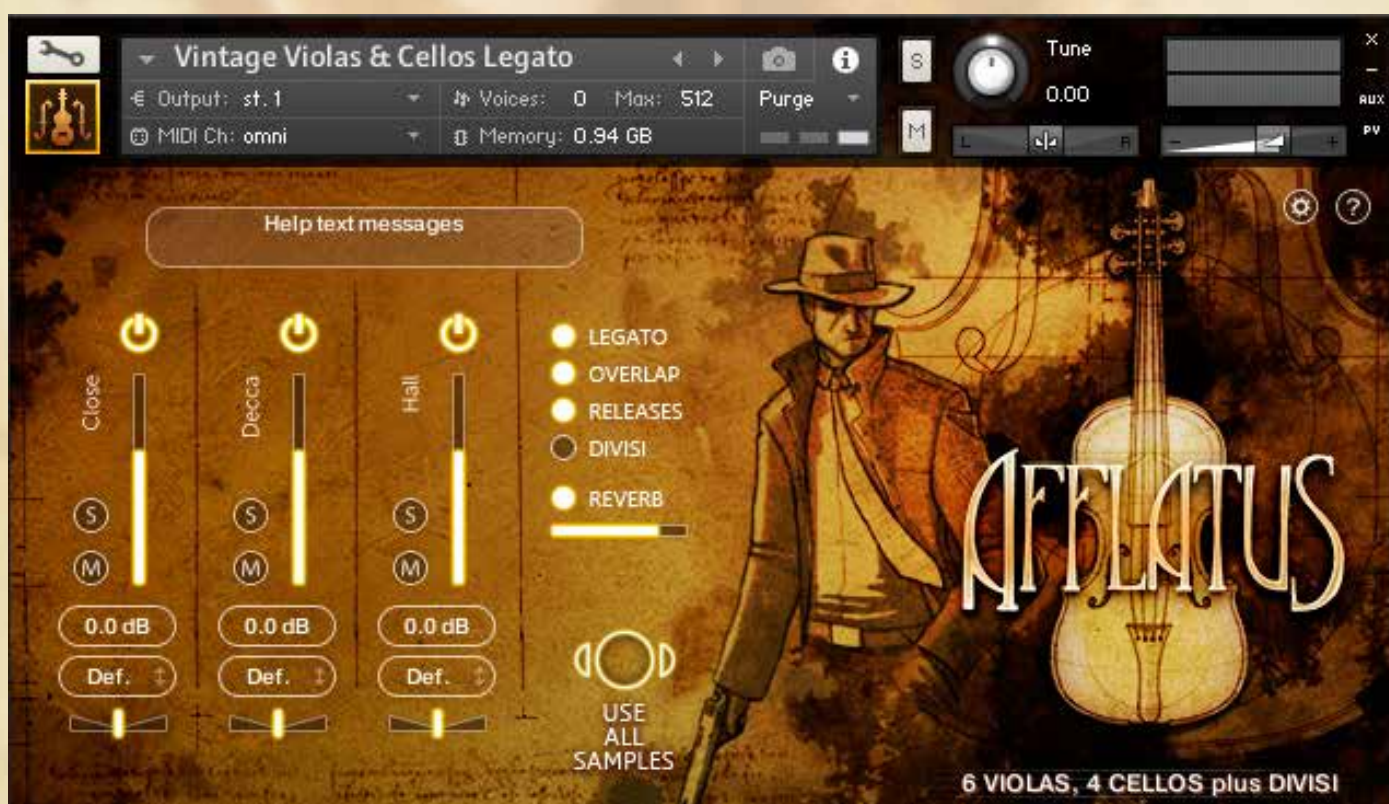 Vintage Violas & Cellos Legato
Output: st. 1
Voices: 0 Max: 512
Purge
MIDI Ch: omni
Memory: 0.94 GB
S
M
Tune
0.00
L
R
-
+
×
-
AUX
PV
Help text messages
?
Close
Decca
Hall
LEGATO
OVERLAP
RELEASES
DIVISI
REVERB
S
S
S
M
M
M
0.0 dB
0.0 dB
0.0 dB
Def.
Def.
Def.
USE
ALL
SAMPLES
AFFLATUS
6 VIOLAS, 4 CELLOS plus DIVISI